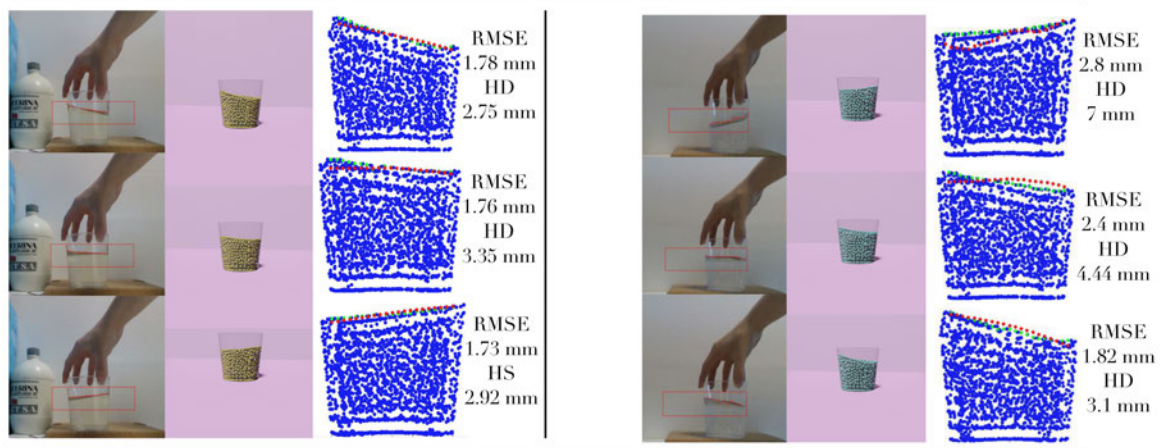 RMSE
1.78 mm
HD
2.75 mm
RMSE
1.76 mm
HD
3.35 mm
RMSE
1.73 mm
HS
2.92 mm
RMSE
2.8 mm
HD
7 mm
RMSE
2.4 mm
HD
4.44 mm
RMSE
1.82 mm
HD
3.1 mm